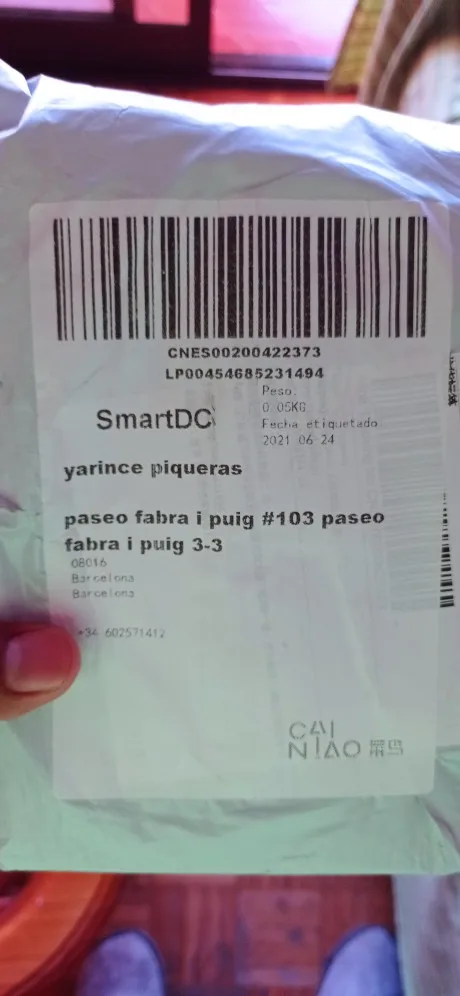 CNES00200422373
LP00454685231494
Peso:
0.05KG
SmartDC
Fecha etiquetado
2021 06-24
yarince piqueras
paseo fabra i puig #103 paseo
fabra i puig 3-3
08016
Barcelona
Barcelona
+34 602571412
CAI
NIAO 菜鸟